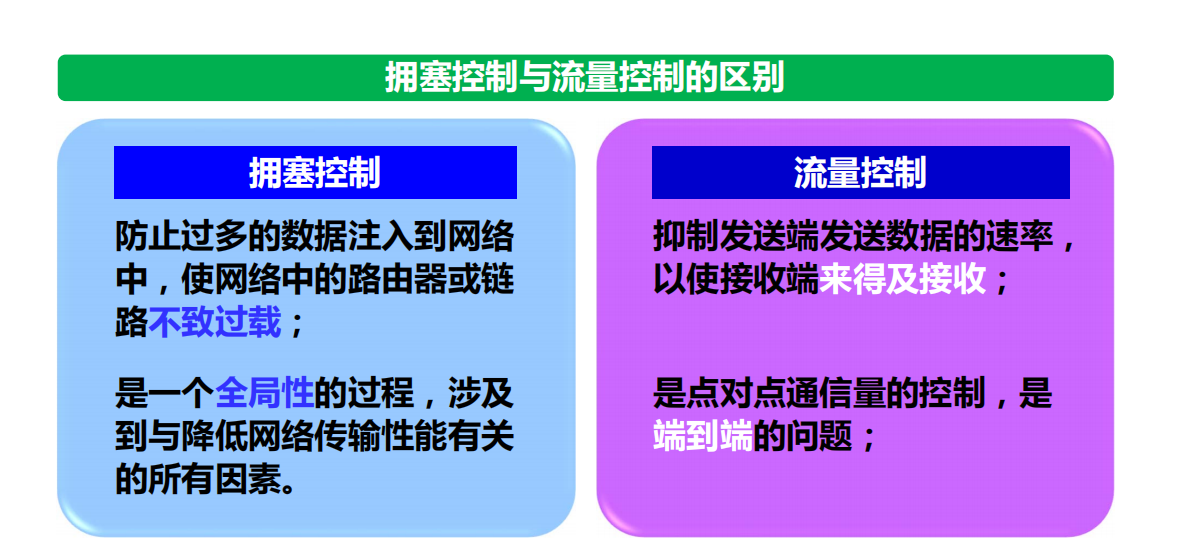 拥塞控制与流量控制的区别
拥塞控制
防止过多的数据注入到网络
中，使网络中的路由器或链
路不致过载；
是一个全局性的过程，涉及
到与降低网络传输性能有关
的所有因素。
流量控制
抑制发送端发送数据的速率，
以使接收端来得及接收；
是点对点通信量的控制，是
端到端的问题；